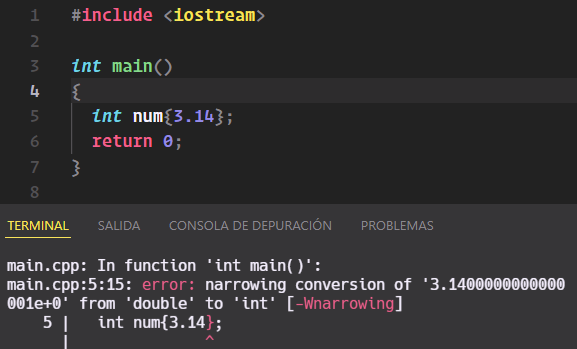 1 #include <iostream>
2
3 int main()
4 {
5 int num{3.14};
6 return 0;
7 }
8
TERMINAL SALIDA CONSOLA DE DEPURACIÓN PROBLEMAS
main.cpp: In function 'int main()':
main.cpp:5:15: error: narrowing conversion of '3.1400000000000
001e+0' from 'double' to 'int' [-Wnarrowing]
5 | int num{3.14};
| ^